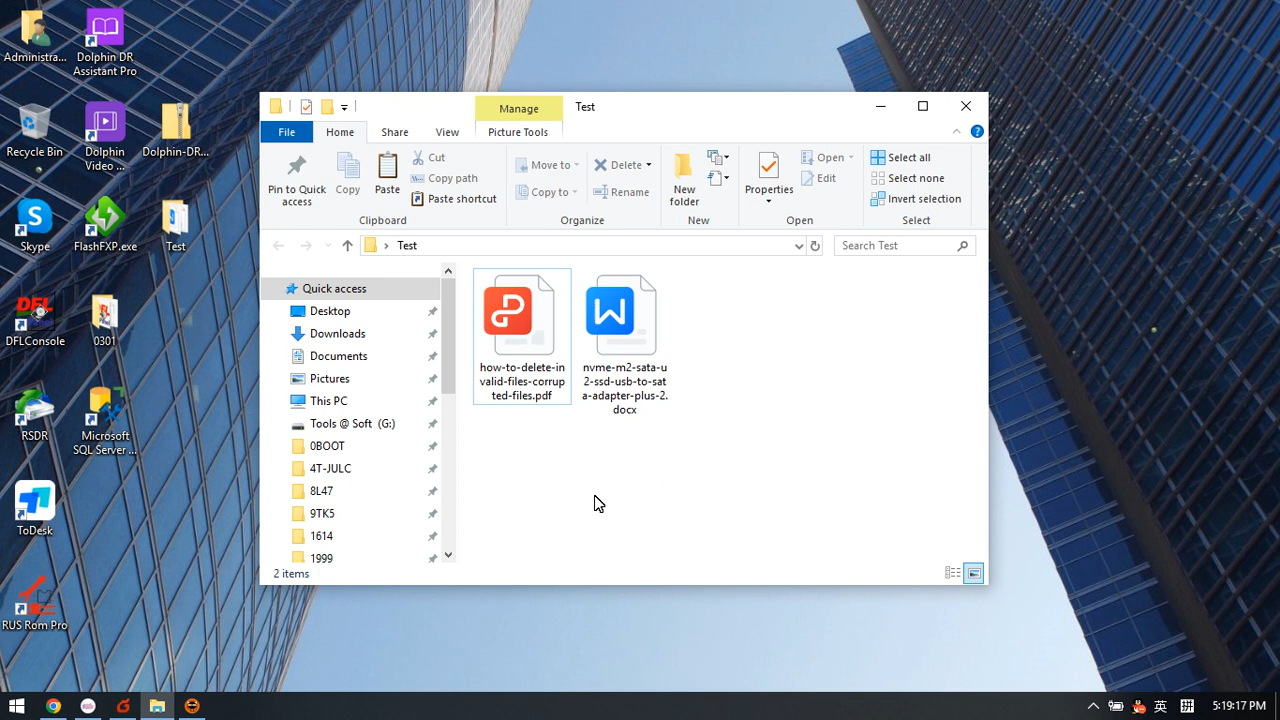 Administra...
Dolphin DR
Assistant Pro
Recycle Bin
Dolphin
Video ...
Dolphin-DR...
Skype
FlashFXP.exe
Test
DFL
DFLConsole
0301
RSDR
Microsoft
SQL Server ...
ToDesk
RUS Rom Pro
Manage
Test
File
Home
Share
View
Picture Tools
Pin to Quick
access
Copy
Paste
Cut
Copy path
Paste shortcut
Clipboard
Move to
Copy to
Delete
Rename
Organize
New
folder
New
Properties
Open
Edit
Open
Select all
Select none
Invert selection
Select
Test
Search Test
Quick access
Desktop
Downloads
Documents
Pictures
This PC
Tools @ Soft (G:)
0BOOT
4T-JULC
8L47
9TK5
1614
1999
how-to-delete-in
valid-files-corrup
ted-files.pdf
W
nvme-m2-sata-u
2-ssd-usb-to-sat
a-adapter-plus-2.
docx
2 items
英
拼
5:19:17 PM